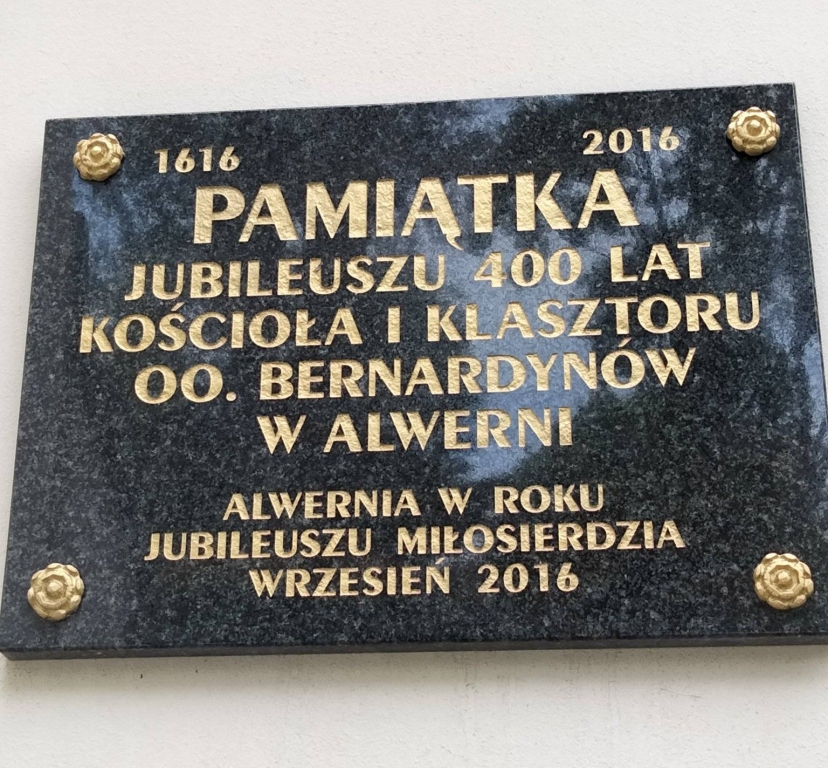 1616 2016
PAMIĄTKA
JUBILEUSZU 400 LAT
KOŚCIOŁA I KLASZTORU
OO. BERNARDYNÓW
W ALWERNI
ALWERNIA W ROKU
JUBILEUSZU MIŁOSIERDZIA
WRZESIEŃ 2016